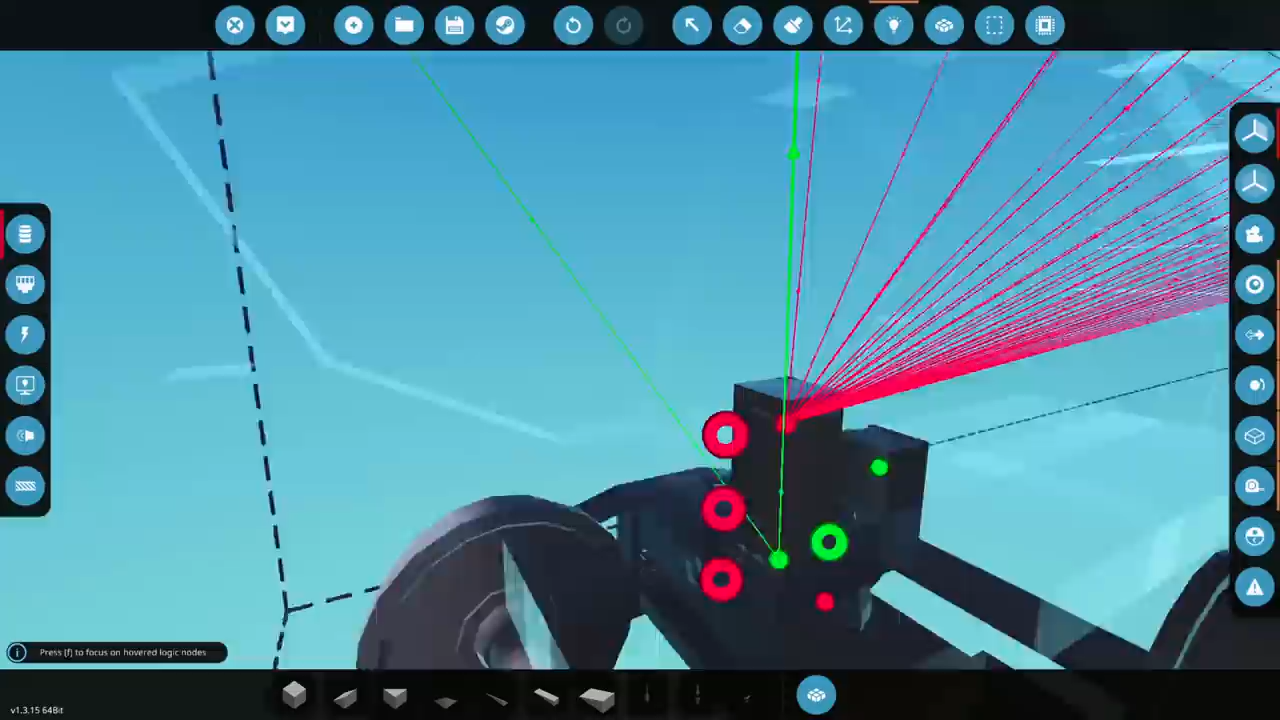 Press [f] to focus on hovered logic nodes
v1.3.15 64Bit